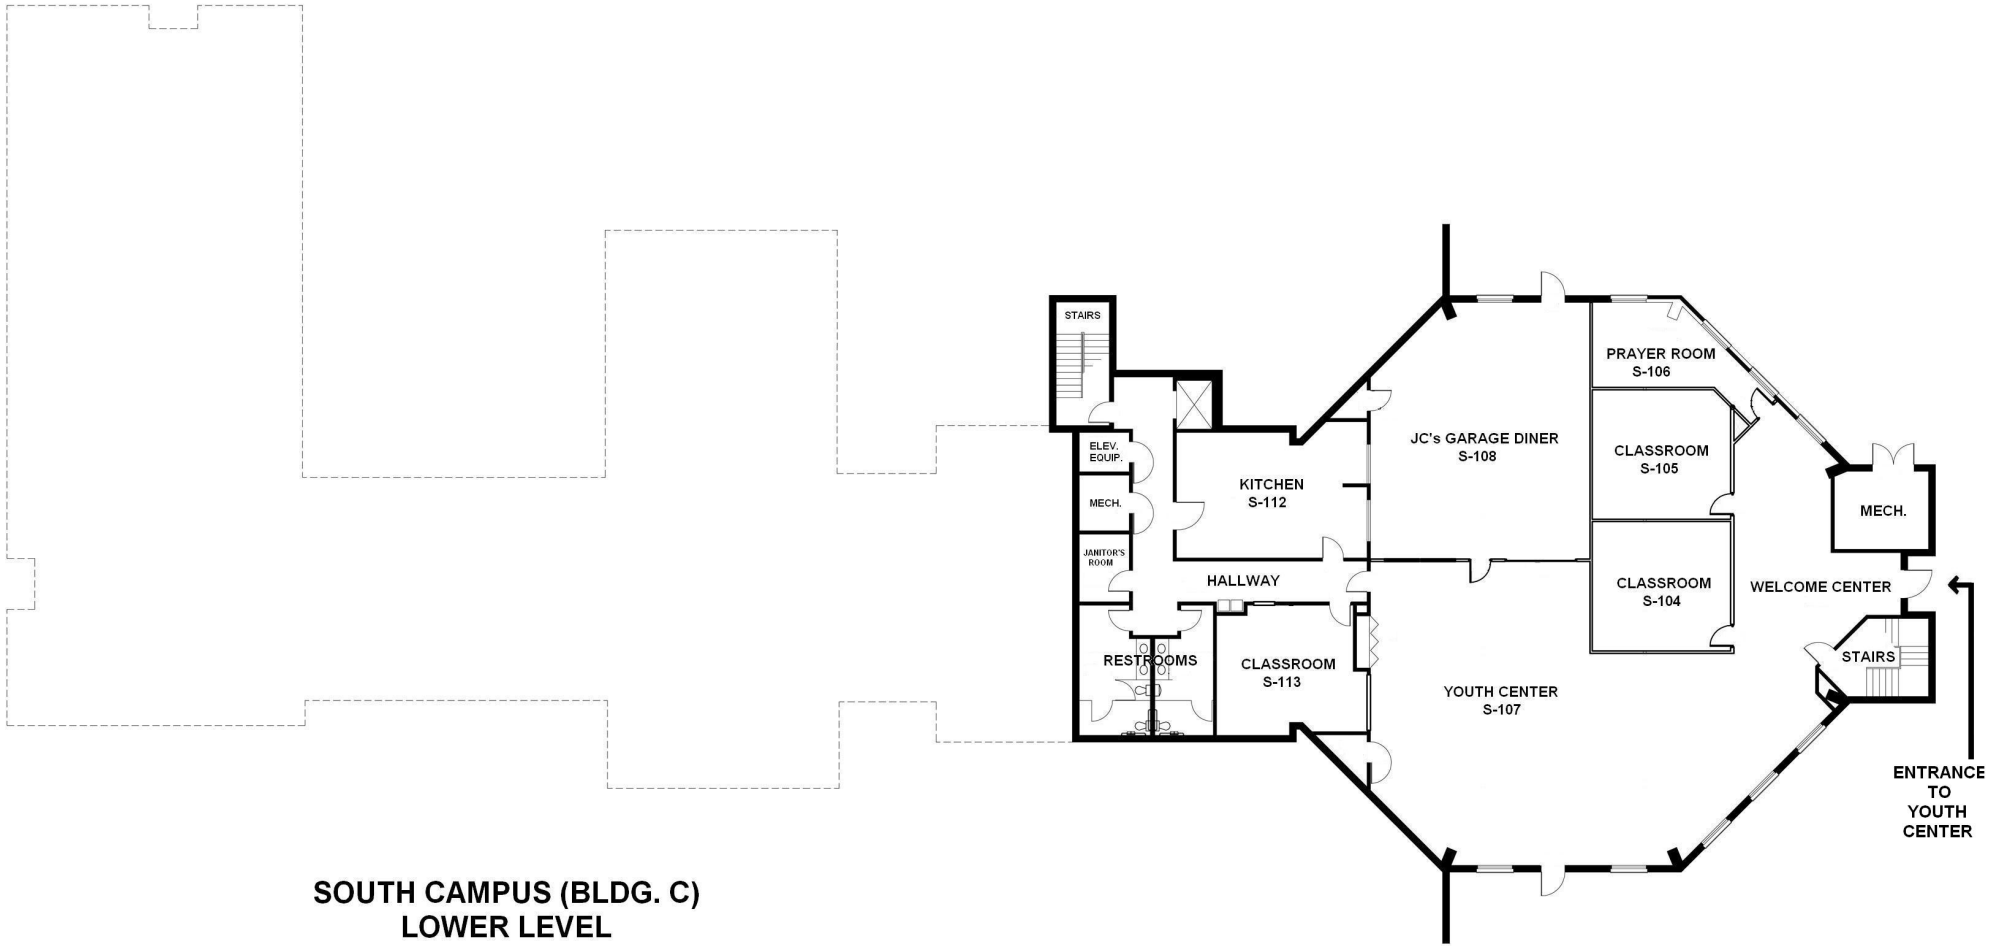 STAIRS
PRAYER ROOM
S-106
JC's GARAGE DINER
S-108
ELEV.
EQUIP.
CLASSROOM
S-105
KITCHEN
S-112
MECH.
MECH.
JANITOR'S
ROOM
HALLWAY
CLASSROOM
S-104
WELCOME CENTER
RESTROOMS
CLASSROOM
S-113
STAIRS
YOUTH CENTER
S-107
ENTRANCE
TO
YOUTH
CENTER
SOUTH CAMPUS (BLDG. C)
LOWER LEVEL